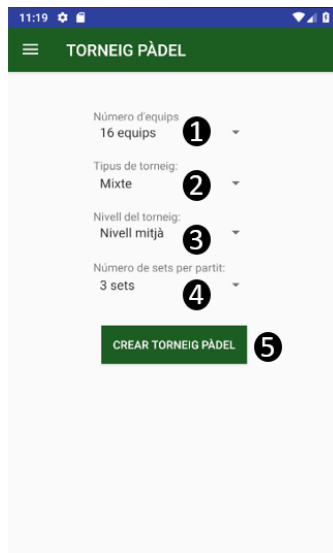 11:19
TORNEIG PÀDEL
Número d'equips
16 equips 1
Tipus de torneig:
Mixte 2
Nivell del torneig:
Nivell mitjà 3
Número de sets per partit:
3 sets 4
CREAR TORNEIG PÀDEL 5